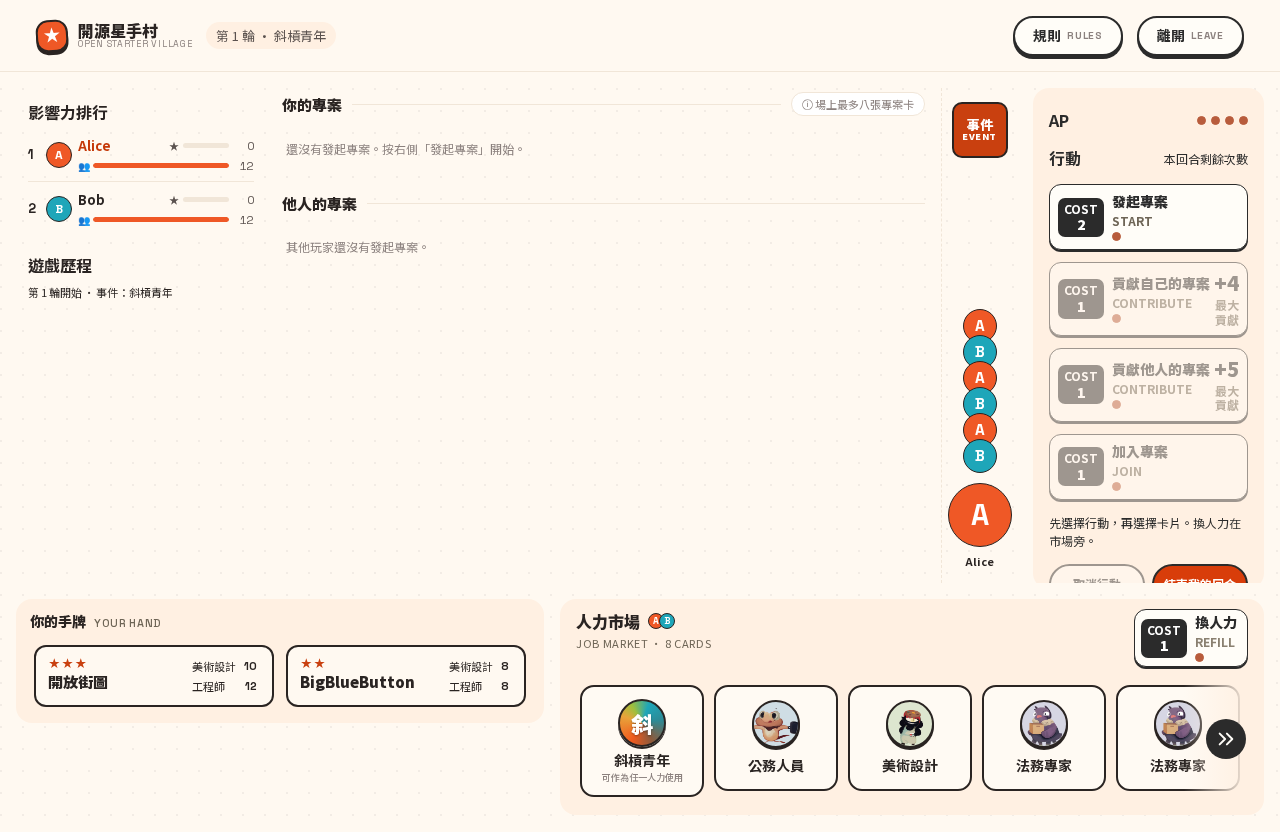 開源星手村
OPEN STARTER VILLAGE
第 1 輪 · 斜槓青年
規則 RULES
離開 LEAVE
影響力排行
1 A Alice ★ 0
12
2 B Bob ★ 0
12
遊戲歷程
第 1 輪開始 · 事件：斜槓青年
你的專案
ⓘ 場上最多八張專案卡
還沒有發起專案。按右側「發起專案」開始。
他人的專案
其他玩家還沒有發起專案。
事件
EVENT
A
B
A
B
A
B
A
Alice
AP
行動 本回合剩餘次數
COST 2
發起專案
START
COST 1
貢獻自己的專案 +4
CONTRIBUTE 最大貢獻
COST 1
貢獻他人的專案 +5
CONTRIBUTE 最大貢獻
COST 1
加入專案
JOIN
先選擇行動，再選擇卡片。換人力在
市場旁。
取消行動 結束我的回合
你的手牌 YOUR HAND
★★★
開放街圖
美術設計 10
工程師 12
★★
BigBlueButton
美術設計 8
工程師 8
人力市場 A B
JOB MARKET · 8 CARDS
COST 1
換人力
REFILL
斜
斜槓青年
可作為任一人力使用
公務人員
美術設計
法務專家
法務專家